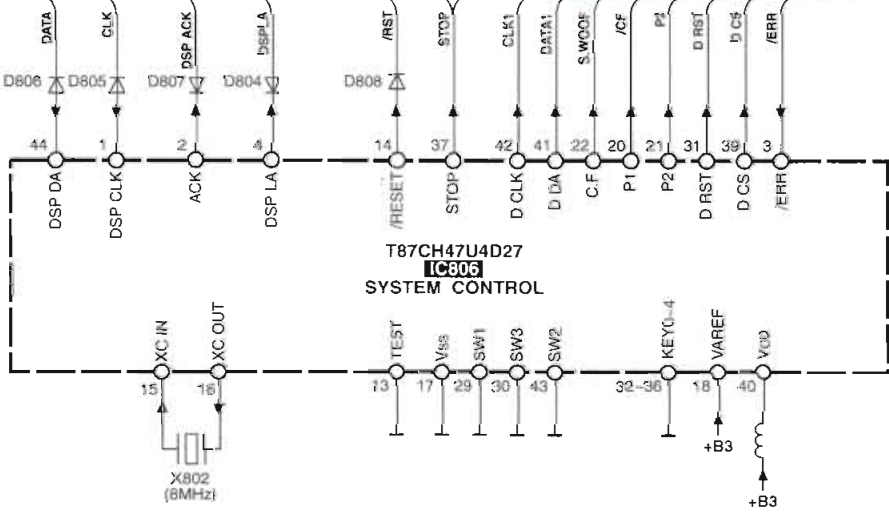 DATA
CLK
DSP ACK
DSPLA
/RST
STOP
CLK1
DATA1
S.WOOF
/CF
P2
D RST
D CS
/ERR
D806
D805
D807
D804
D808
44
1
2
4
14
37
42
41
22
20
21
31
39
3
DSP DA
DSP CLK
ACK
DSP LA
/RESET
STOP
D CLK
D DA
C.F
P1
P2
D RST
D CS
/ERR
T87CH47U4D27
IC806
SYSTEM CONTROL
XC IN
XC OUT
TEST
Vss
SW1
SW3
SW2
KEY0~4
VAREF
VDD
15
16
13
17
29
30
43
32~36
18
40
X802
(8MHz)
+B3
+B3